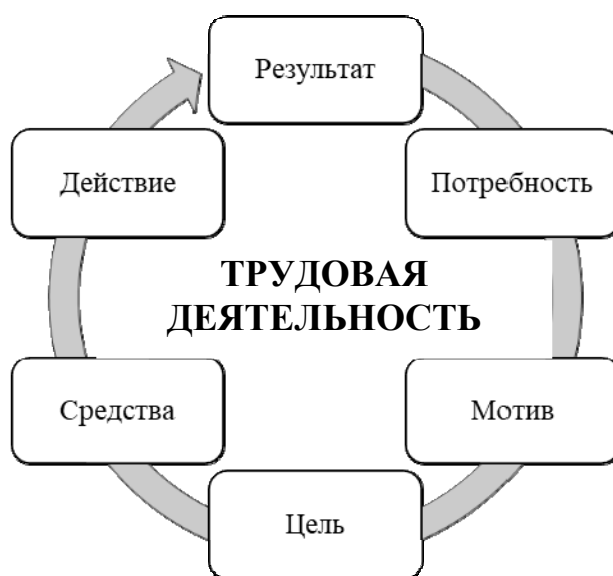 Результат
Действие
Потребность
ТРУДОВАЯ
ДЕЯТЕЛЬНОСТЬ
Средства
Мотив
Цель